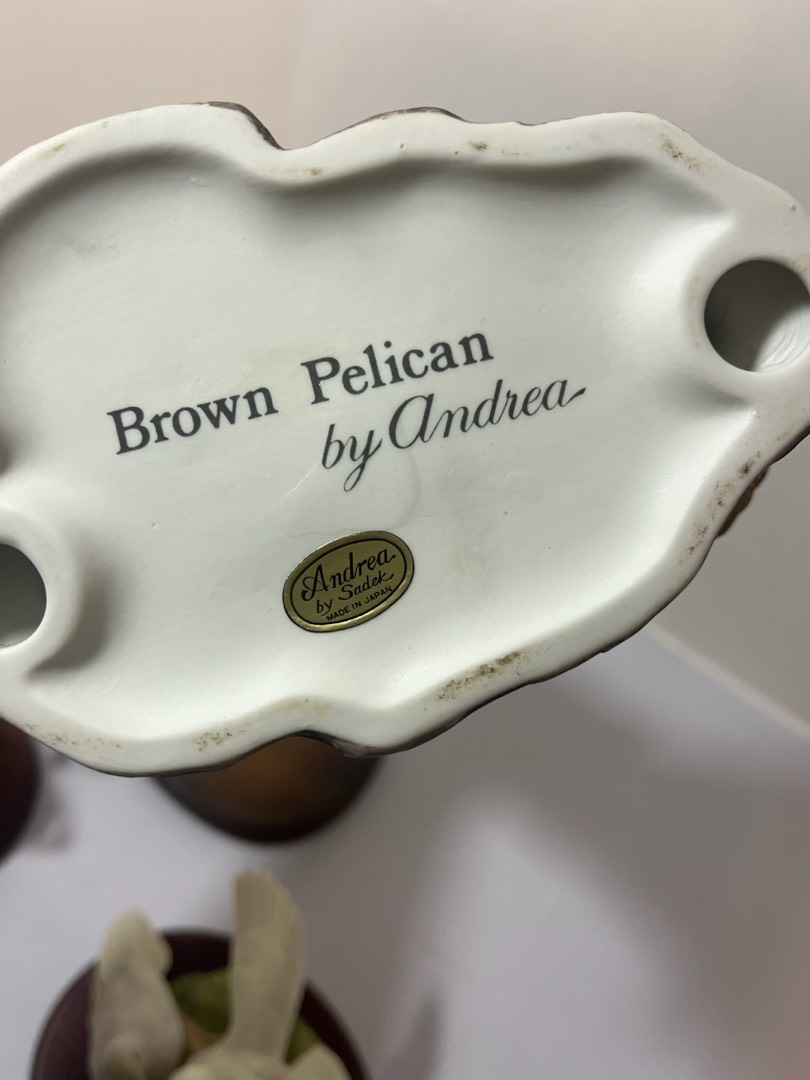 Brown Pelican
by Andrea
Andrea
by Sadek
MADE IN JAPAN